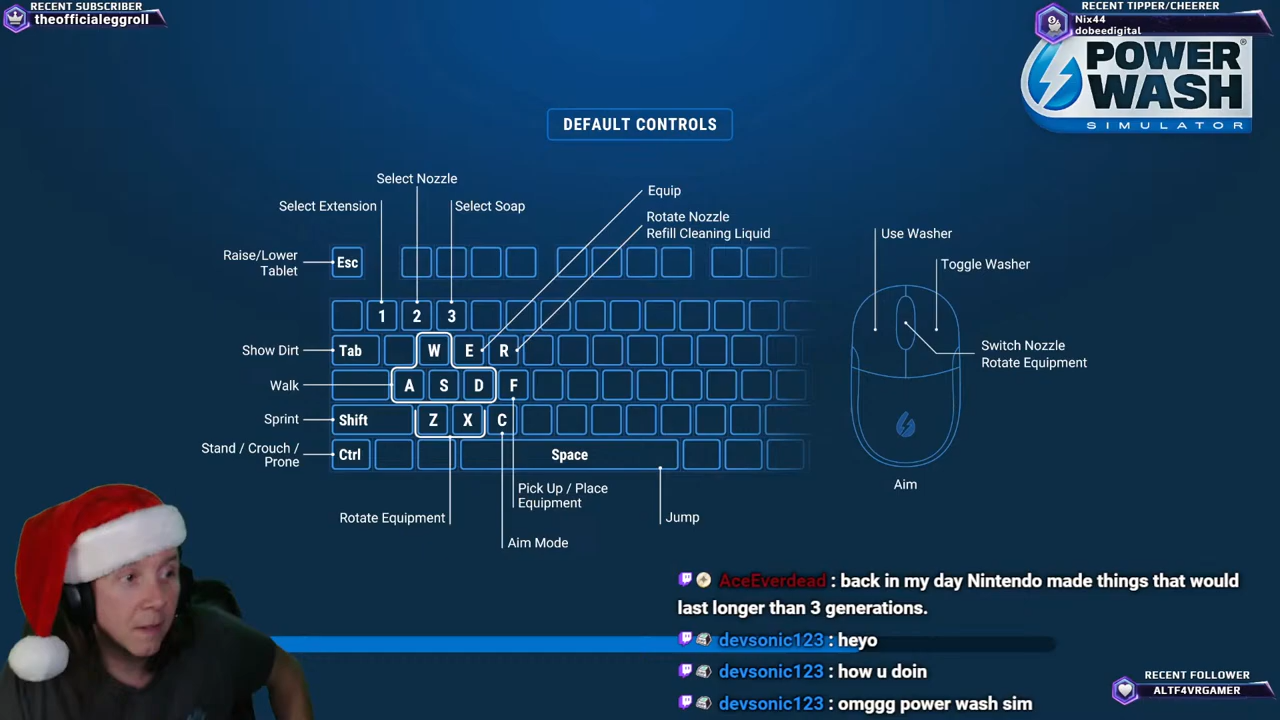 RECENT SUBSCRIBER
theofficialeggroll
RECENT TIPPER/CHEERER
Nix44
dobeedigital
POWER
WASH®
SIMULATOR
DEFAULT CONTROLS
Select Nozzle
Select Extension
Select Soap
Equip
Rotate Nozzle
Refill Cleaning Liquid
Raise/Lower
Tablet
Esc
1 2 3
Show Dirt
Tab W E R
Walk
A S D F
Sprint
Shift Z X C
Stand / Crouch /
Prone
Ctrl Space
Rotate Equipment
Pick Up / Place
Equipment
Aim Mode
Jump
Use Washer
Toggle Washer
Switch Nozzle
Rotate Equipment
Aim
AceEverdead : back in my day Nintendo made things that would
last longer than 3 generations.
devsonic123 : heyo
devsonic123 : how u doin
devsonic123 : omggg power wash sim
RECENT FOLLOWER
ALTF4VRGAMER